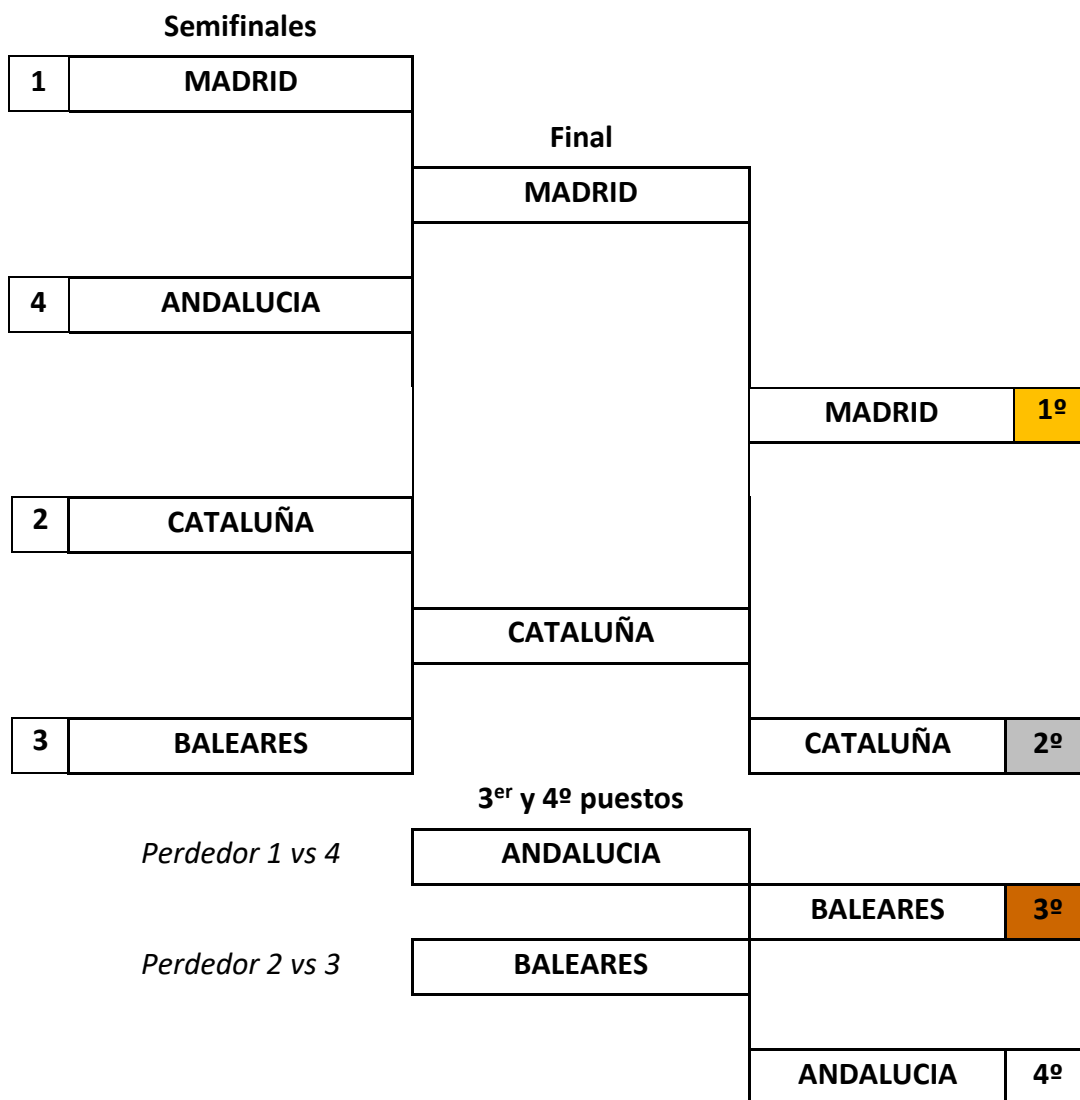 Semifinales
1 MADRID
Final
MADRID
4 ANDALUCIA
MADRID 1º
2 CATALUÑA
CATALUÑA
3 BALEARES CATALUÑA 2º
3er y 4º puestos
Perdedor 1 vs 4 ANDALUCIA
BALEARES 3º
Perdedor 2 vs 3 BALEARES
ANDALUCIA 4º